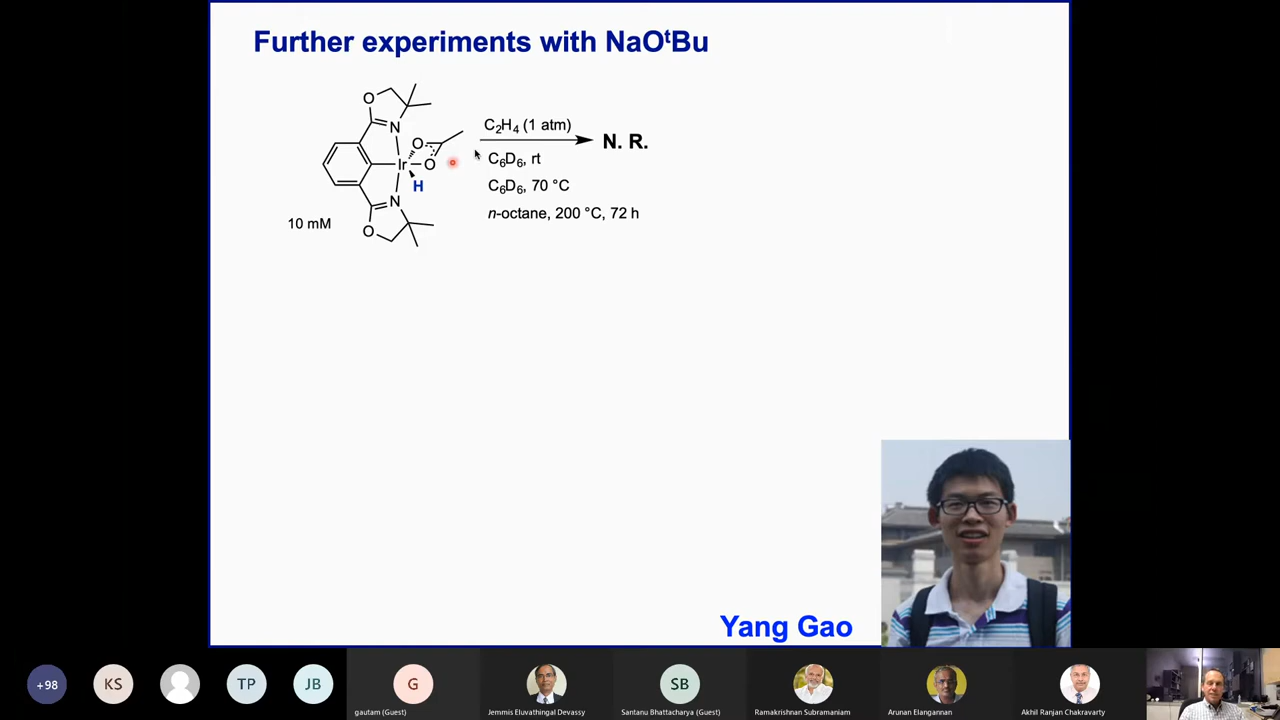 Further experiments with NaOᵗBu
O
N
O
O
Ir
H
N
O
10 mM
C₂H₄ (1 atm)
N. R.
C₆D₆, rt
C₆D₆, 70 °C
n-octane, 200 °C, 72 h
Yang Gao
+98
KS
TP
JB
G
SB
gautam (Guest)
Jemmis Eluvathingal Devassy
Santanu Bhattacharya (Guest)
Ramakrishnan Subramaniam
Arunan Elangannan
Akhil Ranjan Chakravarty